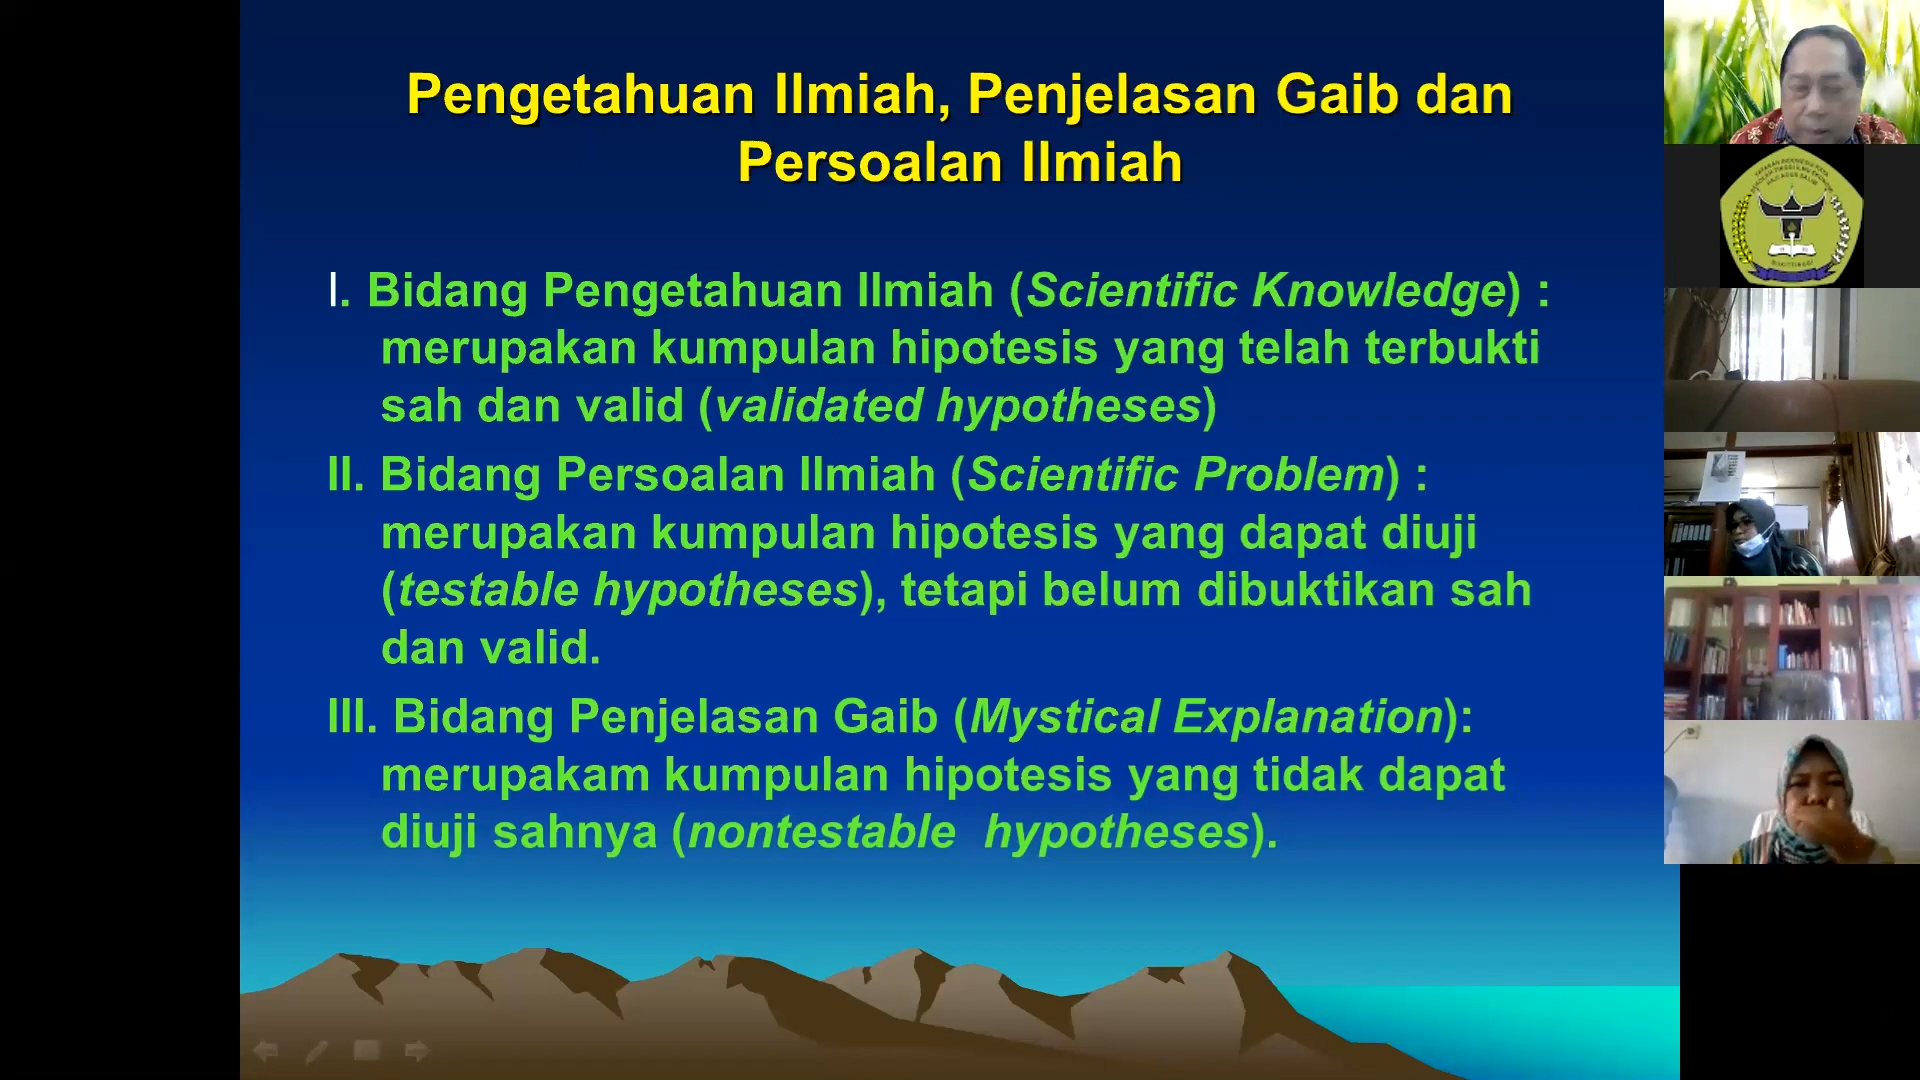 Pengetahuan Ilmiah, Penjelasan Gaib dan
Persoalan Ilmiah
I. Bidang Pengetahuan Ilmiah (Scientific Knowledge) :
merupakan kumpulan hipotesis yang telah terbukti
sah dan valid (validated hypotheses)
II. Bidang Persoalan Ilmiah (Scientific Problem) :
merupakan kumpulan hipotesis yang dapat diuji
(testable hypotheses), tetapi belum dibuktikan sah
dan valid.
III. Bidang Penjelasan Gaib (Mystical Explanation):
merupakam kumpulan hipotesis yang tidak dapat
diuji sahnya (nontestable  hypotheses).